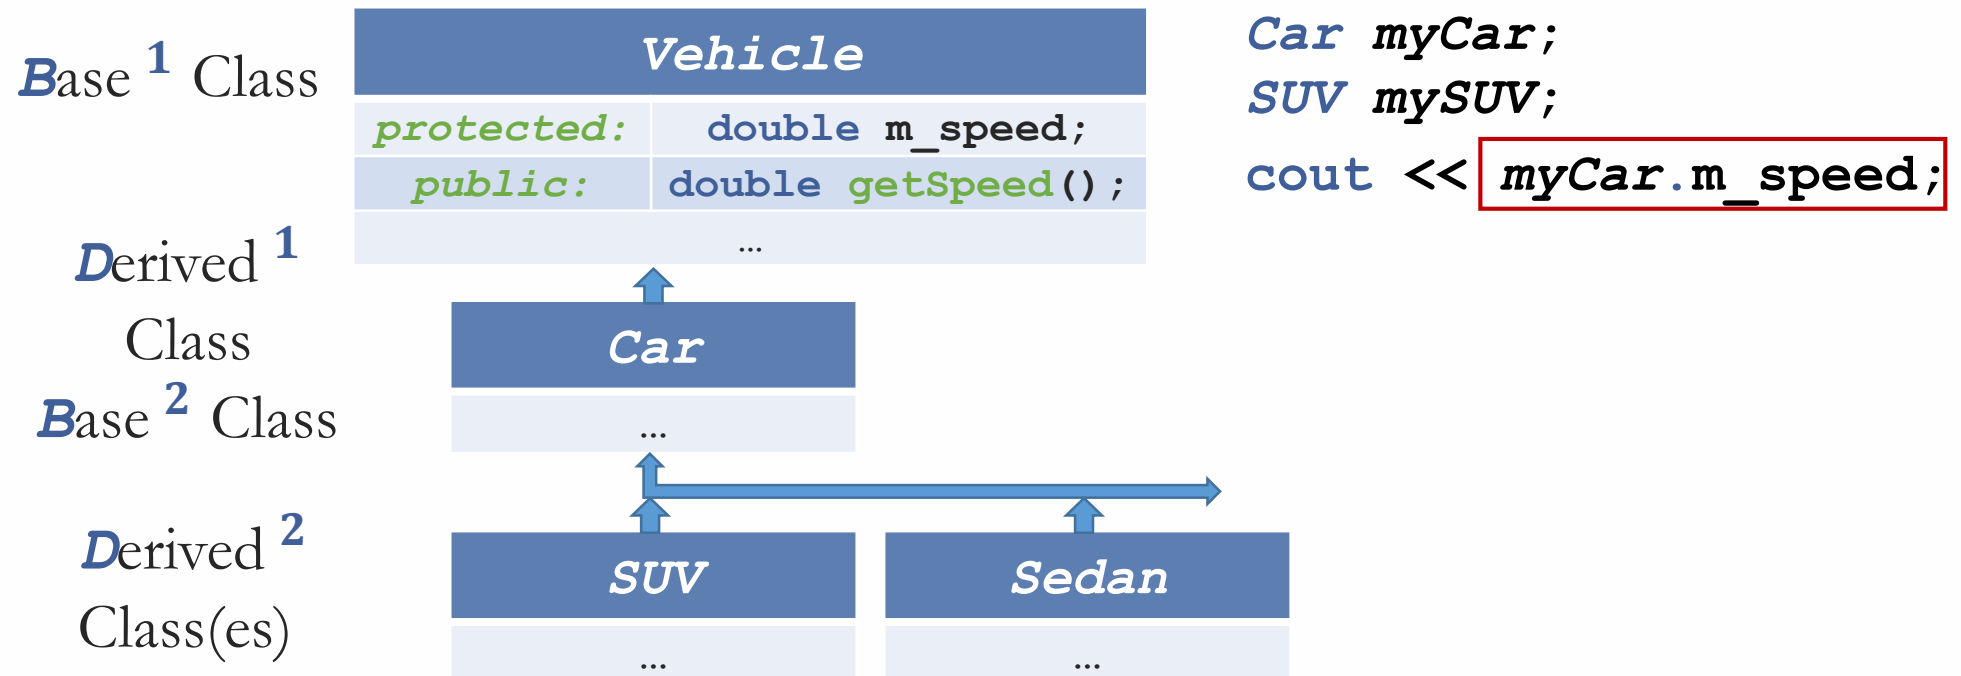 Base 1 Class
Vehicle
protected: double m_speed;
public: double getSpeed();
…
Derived 1
Class
Base 2 Class
Car
…
Derived 2
Class(es)
SUV
…
Sedan
…
Car myCar;
SUV mySUV;
cout << myCar.m_speed;